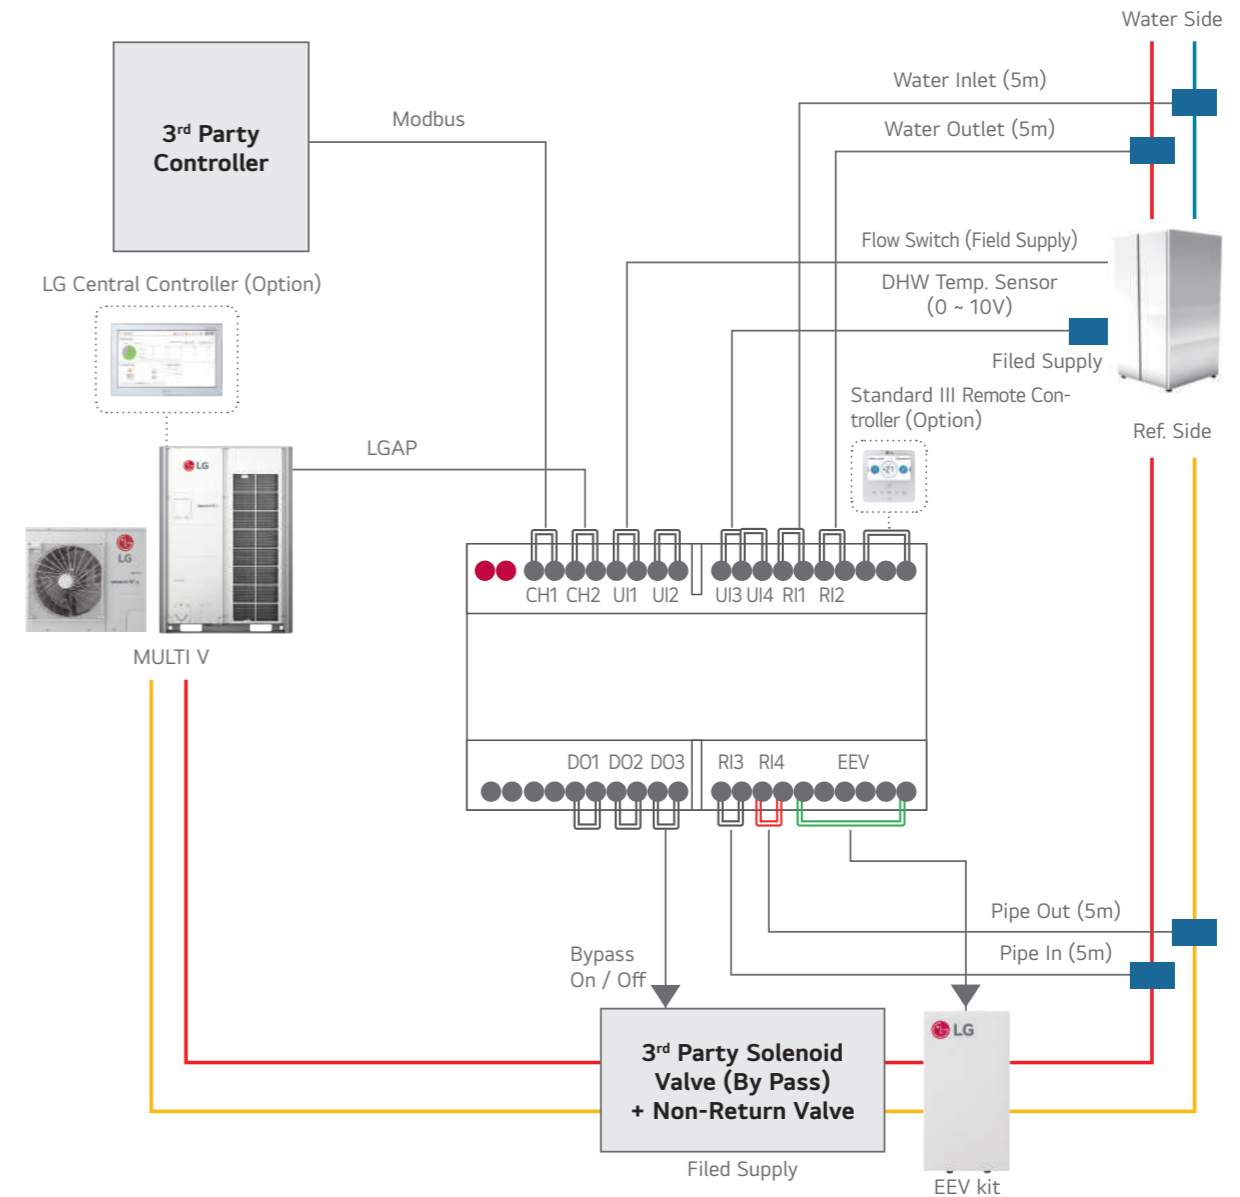 Water Side
Water Inlet (5m)
Modbus
3rd Party
Controller
Water Outlet (5m)
Flow Switch (Field Supply)
LG Central Controller (Option)
DHW Temp. Sensor
(0 ~ 10V)
Filed Supply
Standard III Remote Con-
troller (Option)
Ref. Side
LGAP
LG
LG
MULTI V
CH1 CH2 UI1 UI2 UI3 UI4 RI1 RI2
DO1 DO2 DO3 RI3 RI4 EEV
Pipe Out (5m)
Bypass
On / Off
Pipe In (5m)
3rd Party Solenoid
Valve (By Pass)
+ Non-Return Valve
LG
Filed Supply
EEV kit